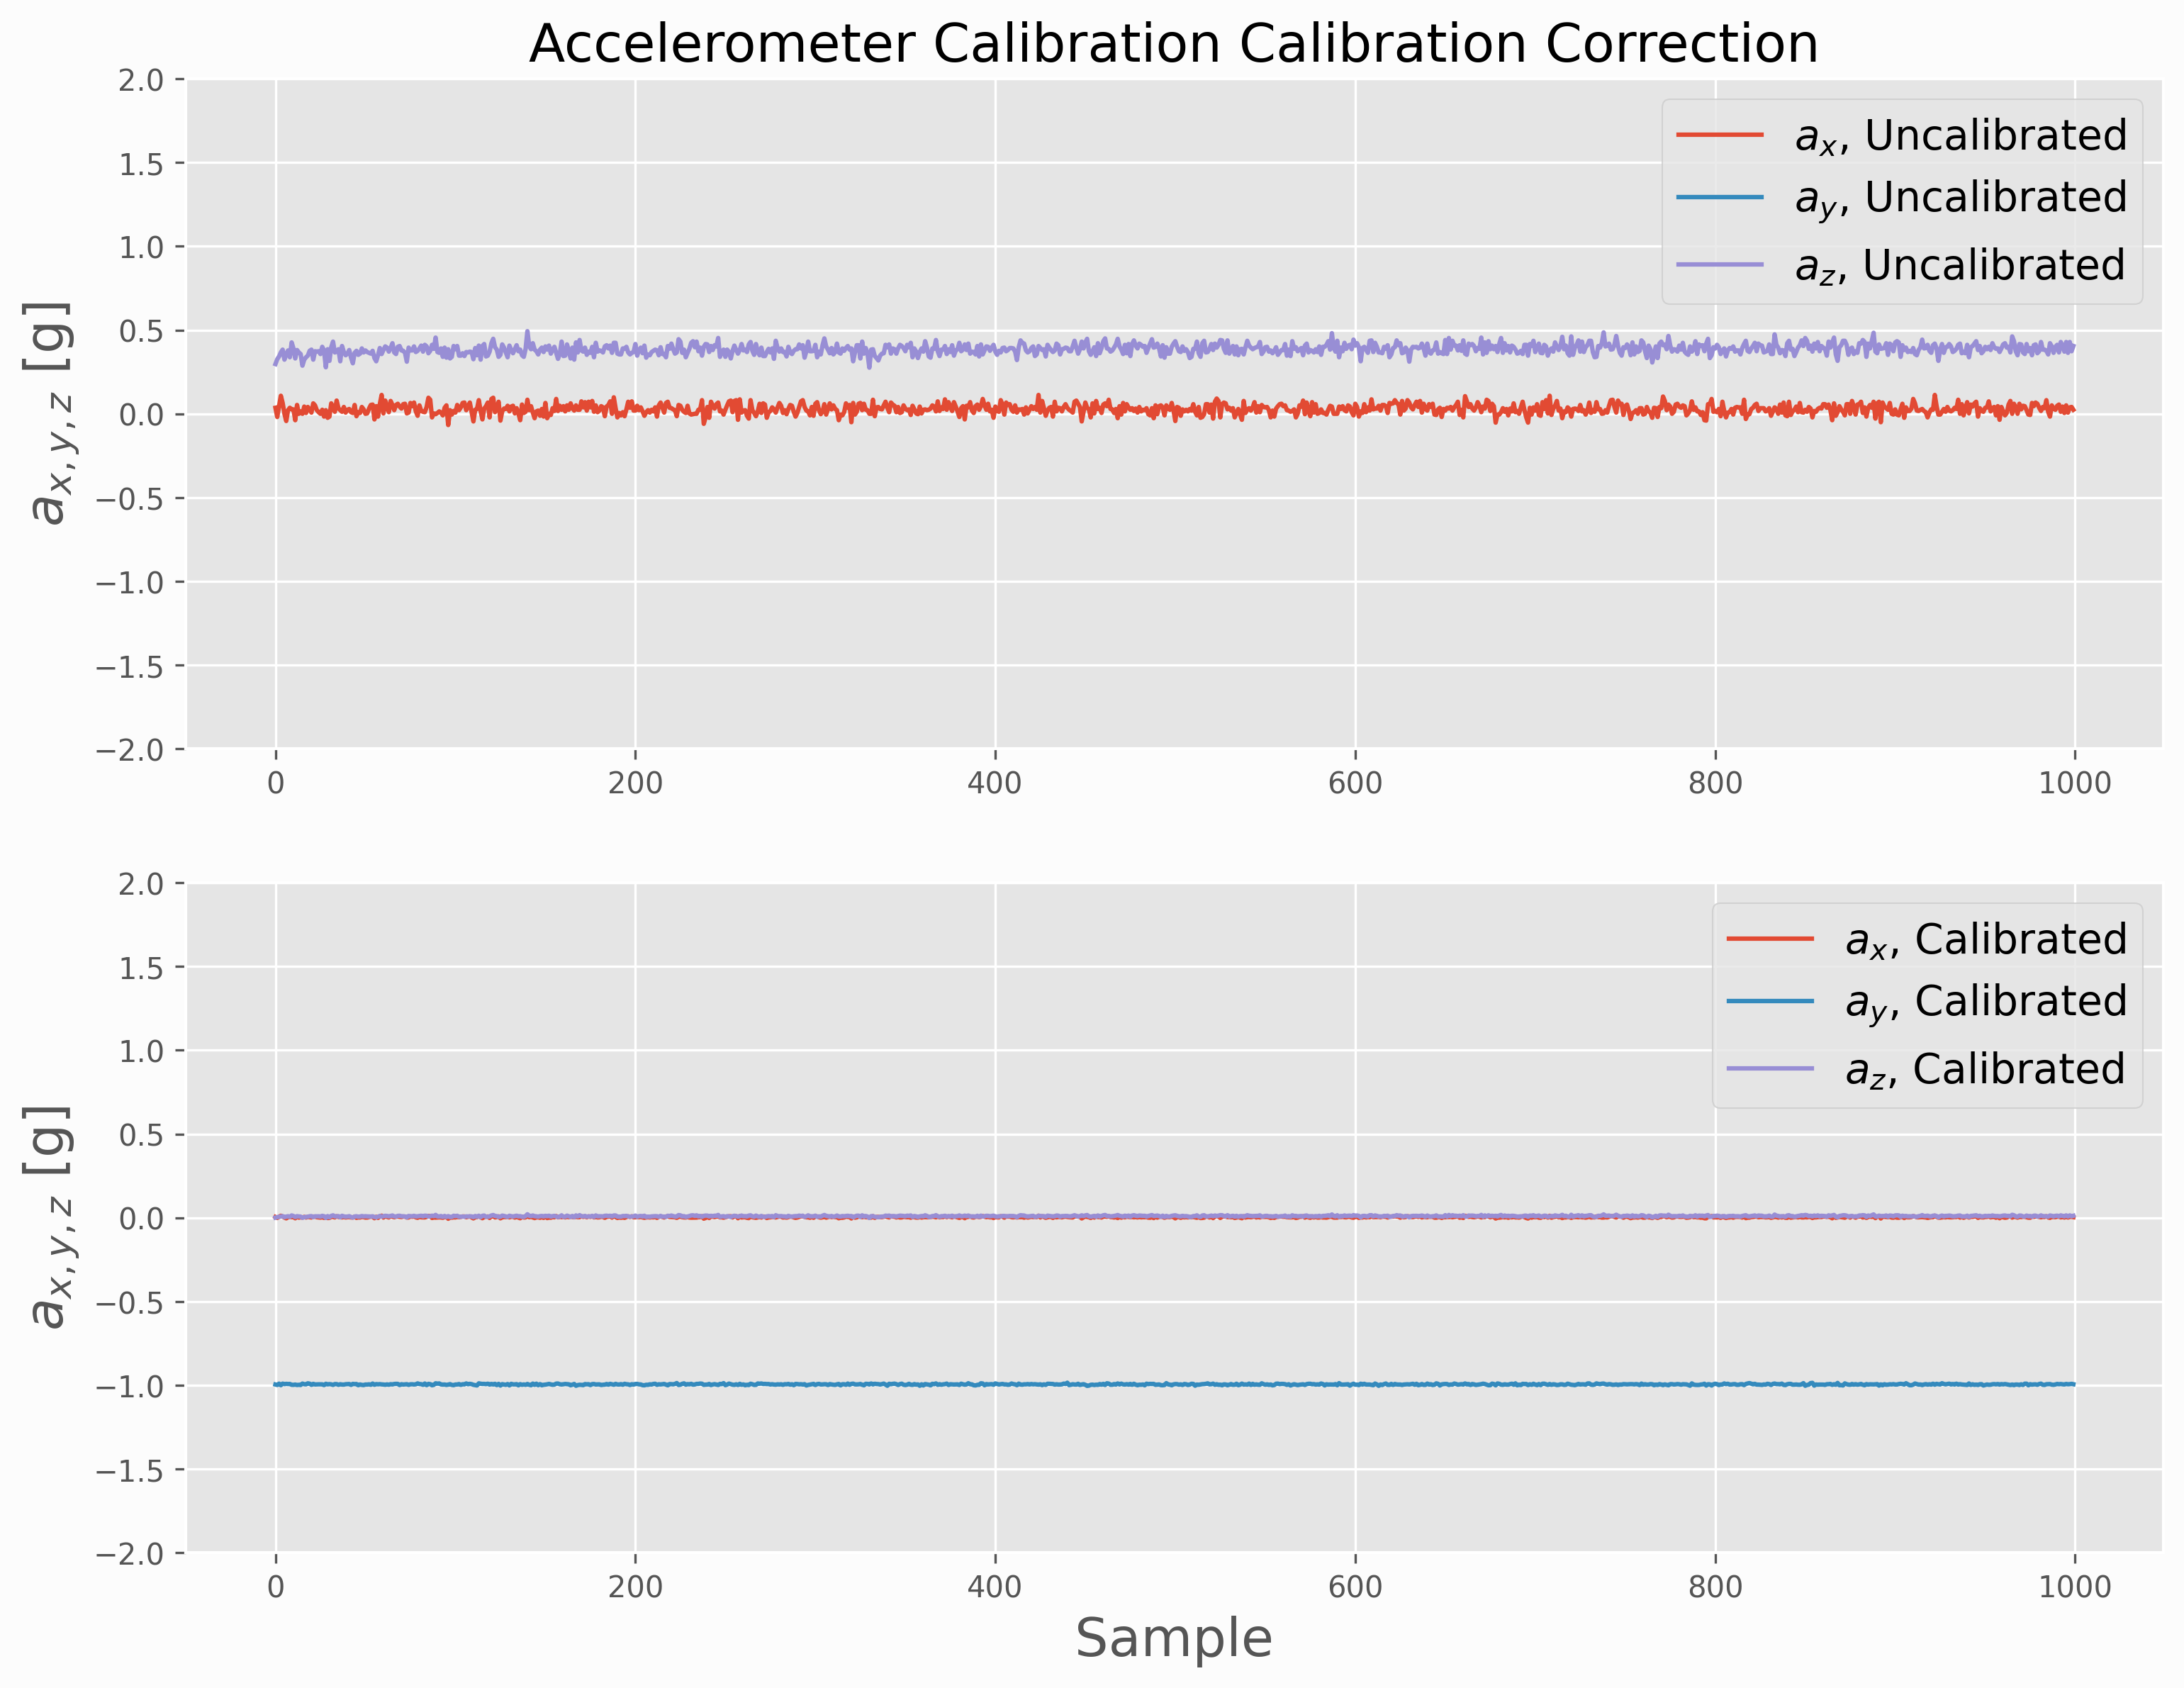 Accelerometer Calibration Calibration Correction
2.0
1.5
1.0
0.5
0.0
−0.5
−1.0
−1.5
−2.0
a_x,y,z [g]
a_x, Uncalibrated
a_y, Uncalibrated
a_z, Uncalibrated
0 200 400 600 800 1000
2.0
1.5
1.0
0.5
0.0
−0.5
−1.0
−1.5
−2.0
a_x,y,z [g]
a_x, Calibrated
a_y, Calibrated
a_z, Calibrated
0 200 400 600 800 1000
Sample